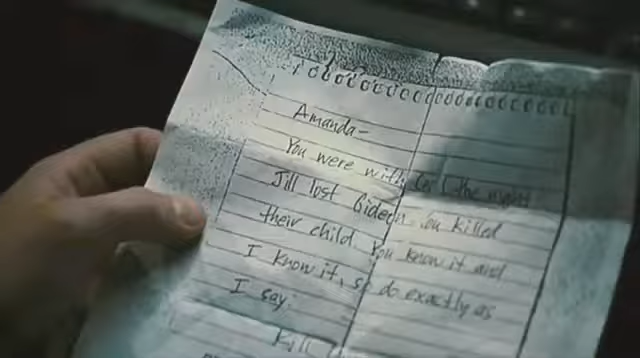 Amanda-
You were with Cecil the night
Jill lost Gideon. You killed
their child. You know it and
I know it, so do exactly as
I say:
Kill